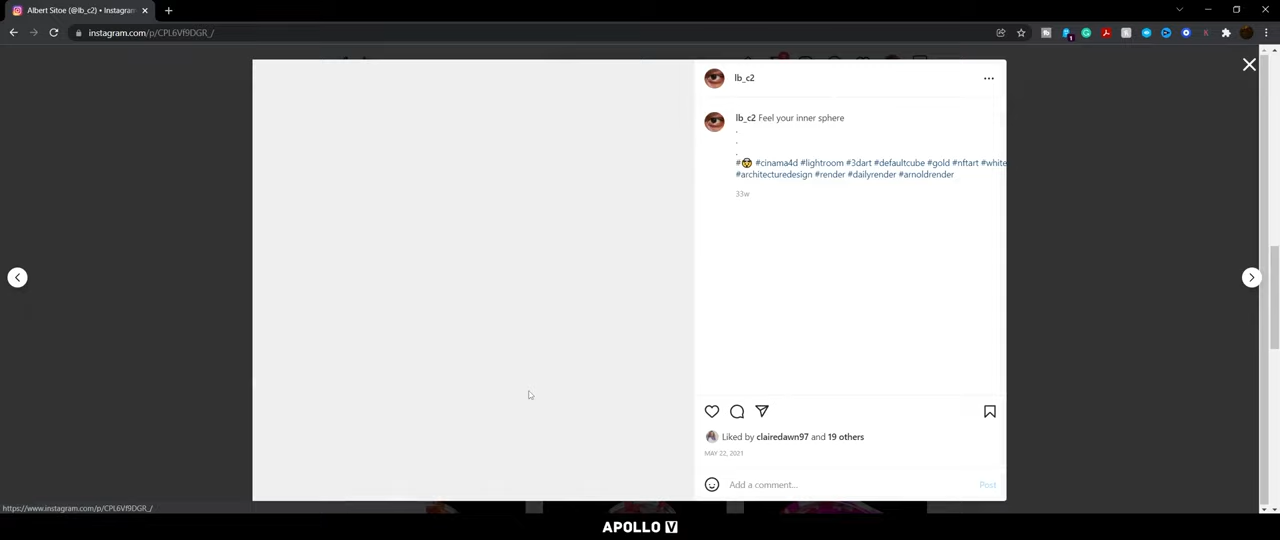 Albert Sitoe (@lb_c2) • Instagram
instagram.com/p/CPL6Vf9DGR_/
lb_c2
lb_c2 Feel your inner sphere
.
.
.
#🤠 #cinama4d #lightroom #3dart #defaultcube #gold #nftart #white
#architecturedesign #render #dailyrender #arnoldrender
33w
Liked by clairedawn97 and 19 others
MAY 22, 2021
Add a comment...
Post
https://www.instagram.com/p/CPL6Vf9DGR_/
APOLLO V